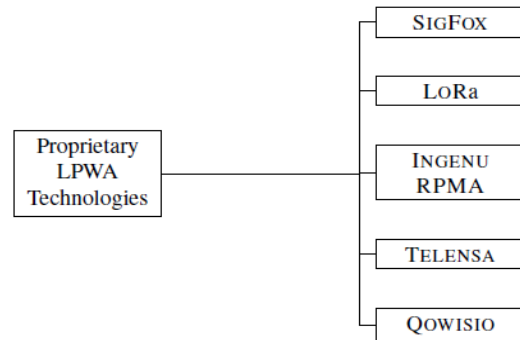 SIGFOX
LORa
Proprietary
LPWA
Technologies
INGENU
RPMA
TELENSA
QOWISIO